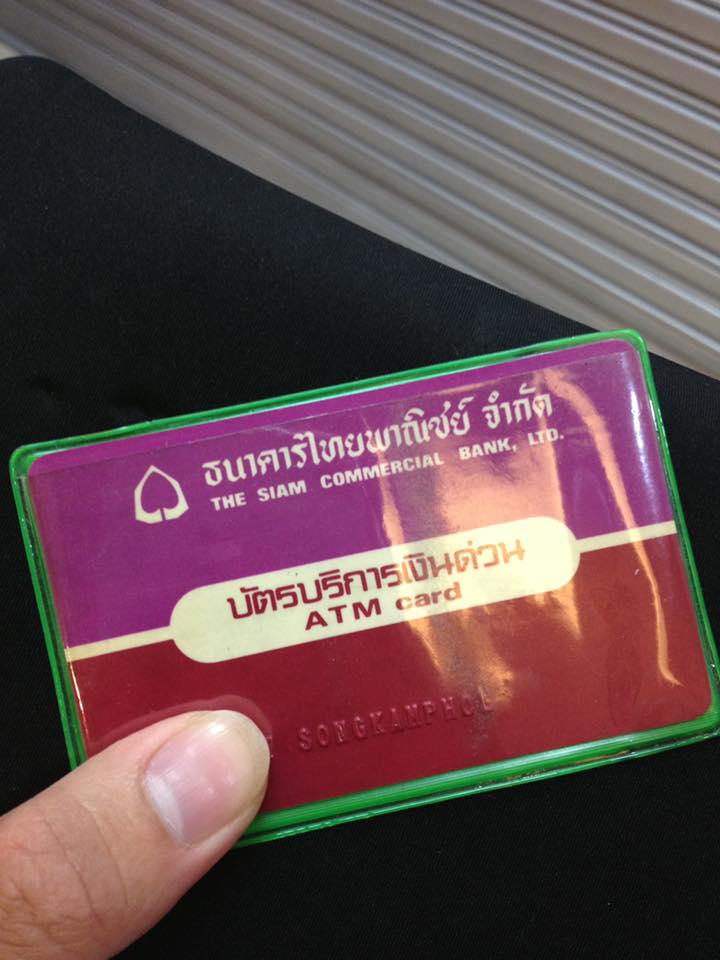 ธนาคารไทยพาณิชย์ จำกัด
THE SIAM COMMERCIAL BANK, LTD.
บัตรบริการเงินด่วน
ATM card
SONGKAMPHOL